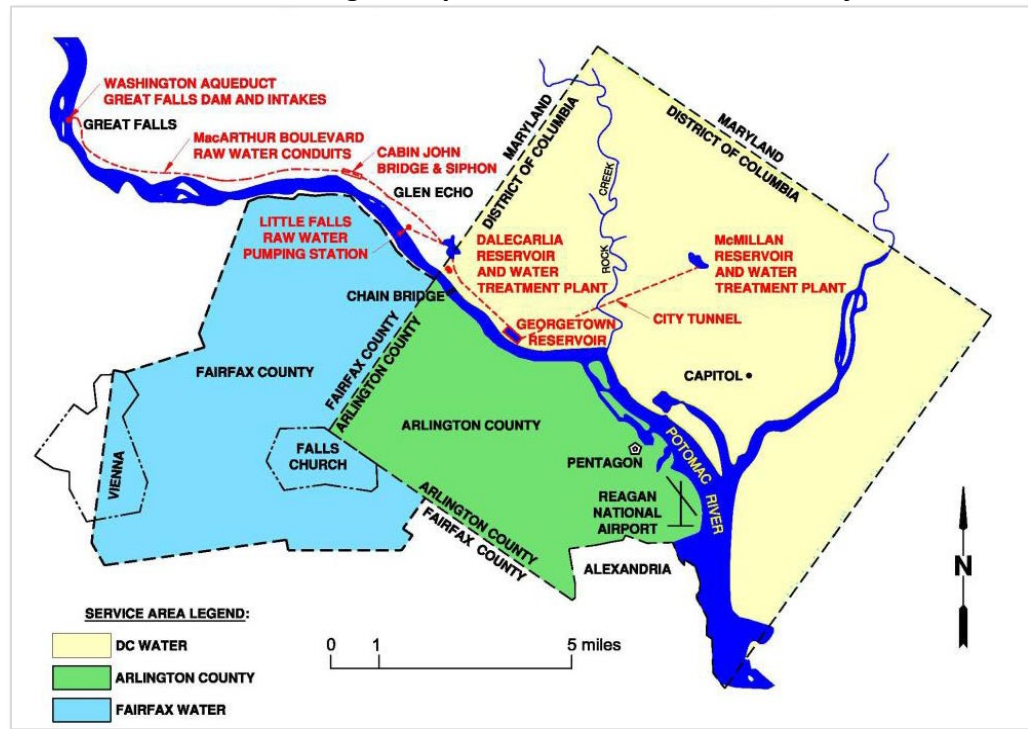 WASHINGTON AQUEDUCT
GREAT FALLS DAM AND INTAKES
GREAT FALLS
MacARTHUR BOULEVARD
RAW WATER CONDUITS
CABIN JOHN
BRIDGE & SIPHON
GLEN ECHO
MARYLAND
DISTRICT OF COLUMBIA
MARYLAND
DISTRICT OF COLUMBIA
ROCK CREEK
LITTLE FALLS
RAW WATER
PUMPING STATION
DALECARLIA
RESERVOIR
AND WATER
TREATMENT PLANT
McMILLAN
RESERVOIR
AND WATER
TREATMENT PLANT
CHAIN BRIDGE
GEORGETOWN
RESERVOIR
CITY TUNNEL
FAIRFAX COUNTY
FAIRFAX COUNTY
ARLINGTON COUNTY
CAPITOL
ARLINGTON COUNTY
FALLS
CHURCH
VIENNA
PENTAGON
POTOMAC RIVER
REAGAN
NATIONAL
AIRPORT
ARLINGTON COUNTY
FAIRFAX COUNTY
ALEXANDRIA
N
SERVICE AREA LEGEND:
DC WATER
ARLINGTON COUNTY
FAIRFAX WATER
0 1 5 miles